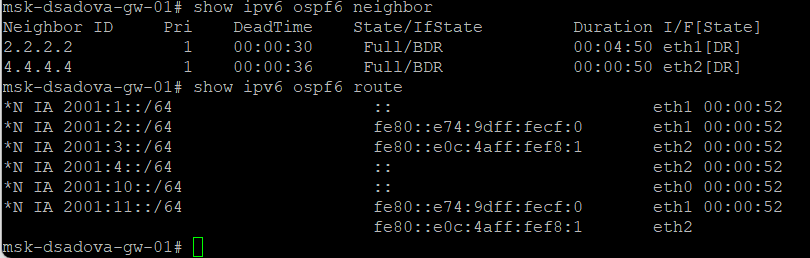 msk-dsadova-gw-01# show ipv6 ospf6 neighbor
Neighbor ID     Pri    DeadTime    State/IfState         Duration I/F[State]
2.2.2.2           1    00:00:30     Full/BDR             00:04:50 eth1[DR]
4.4.4.4           1    00:00:36     Full/BDR             00:00:50 eth2[DR]
msk-dsadova-gw-01# show ipv6 ospf6 route
*N IA 2001:1::/64                    ::                        eth1 00:00:52
*N IA 2001:2::/64                    fe80::e74:9dff:fecf:0     eth1 00:00:52
*N IA 2001:3::/64                    fe80::e0c:4aff:fef8:1     eth2 00:00:52
*N IA 2001:4::/64                    ::                        eth2 00:00:52
*N IA 2001:10::/64                   ::                        eth0 00:00:52
*N IA 2001:11::/64                   fe80::e74:9dff:fecf:0     eth1 00:00:52
                                     fe80::e0c:4aff:fef8:1     eth2
msk-dsadova-gw-01#